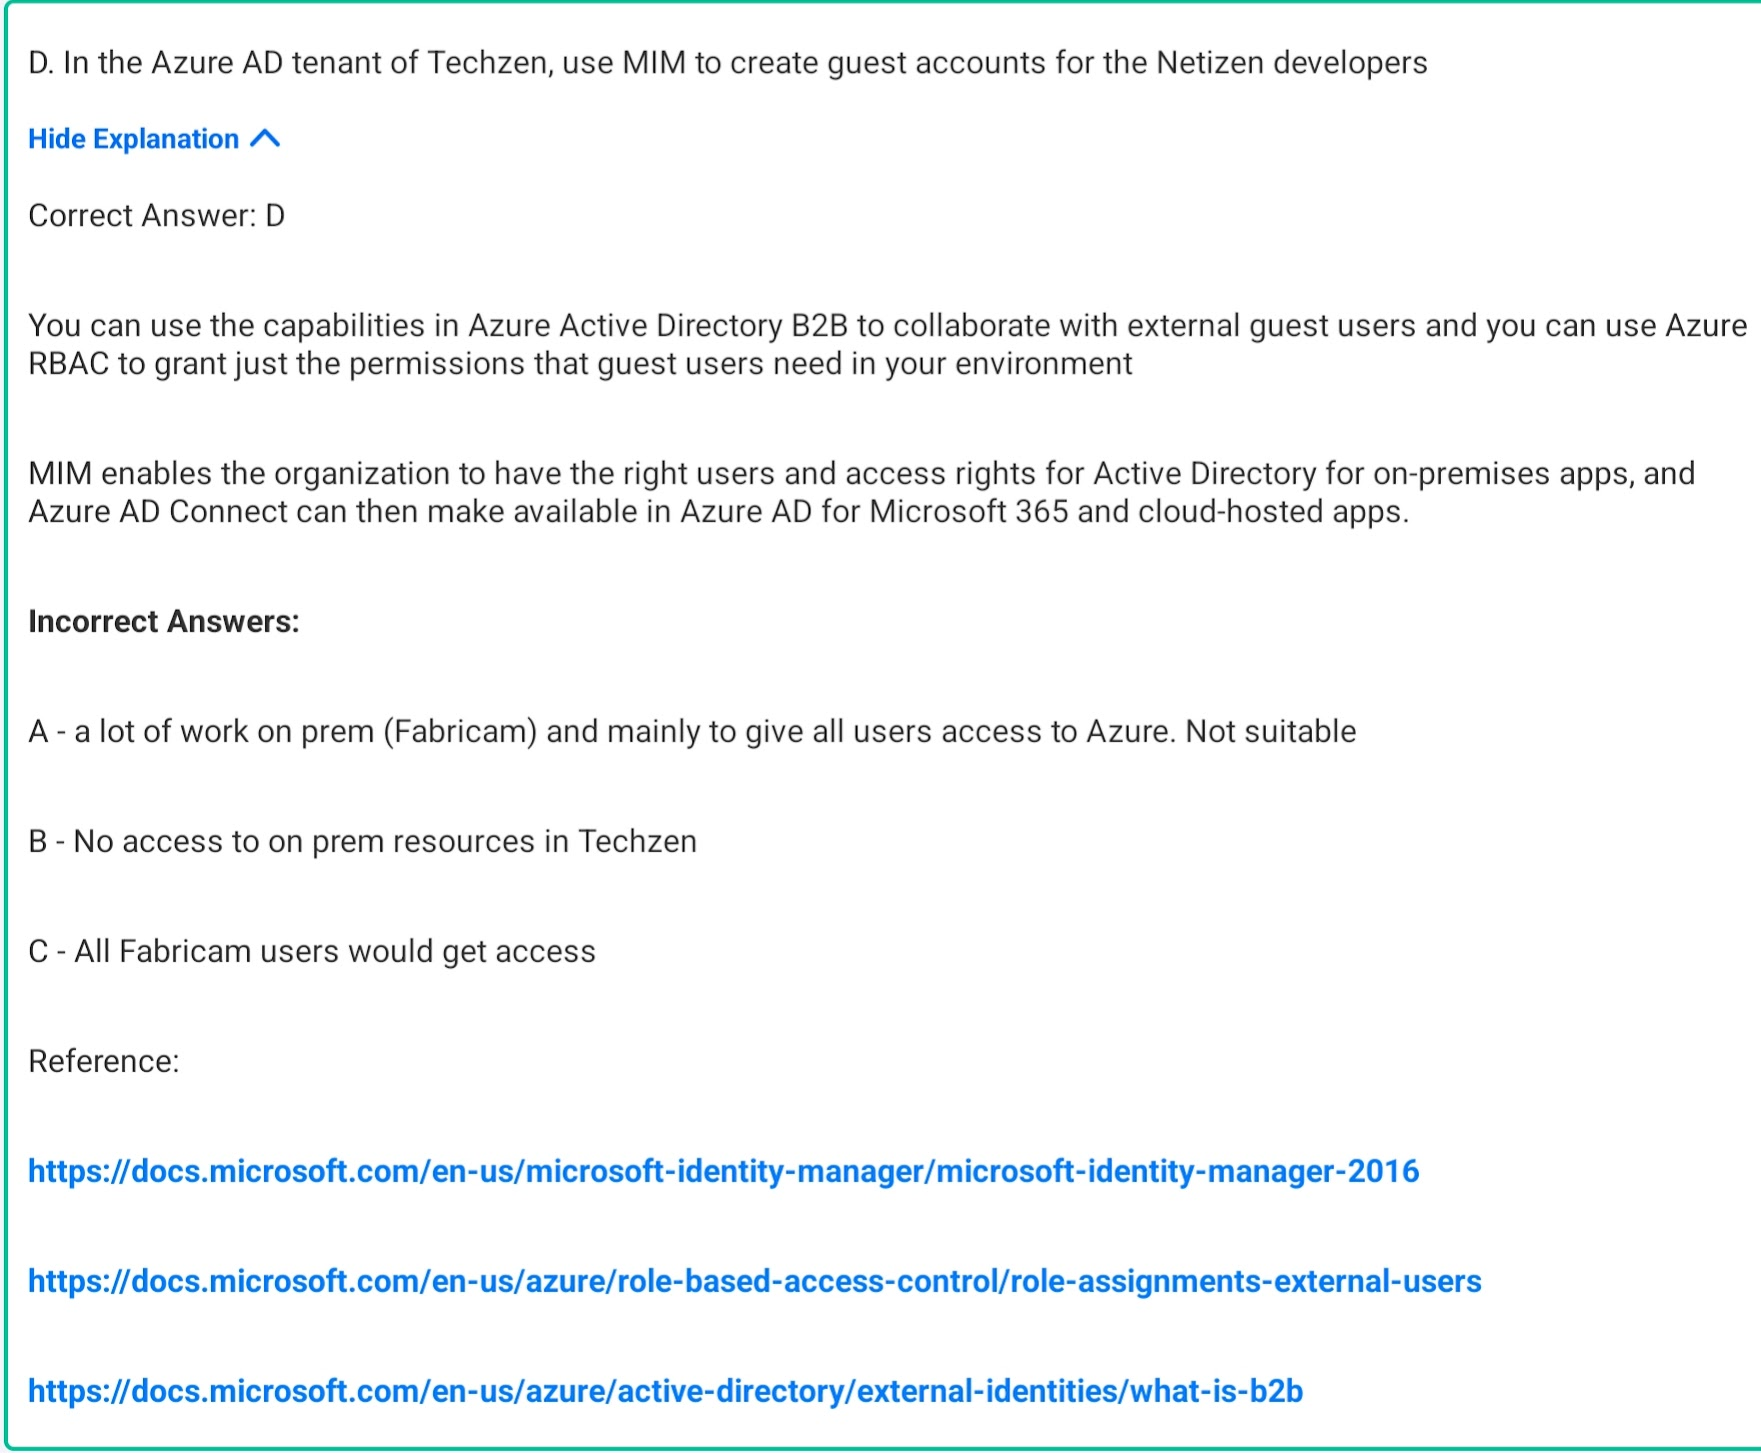 D. In the Azure AD tenant of Techzen, use MIM to create guest accounts for the Netizen developers
Hide Explanation
Correct Answer: D
You can use the capabilities in Azure Active Directory B2B to collaborate with external guest users and you can use Azure
RBAC to grant just the permissions that guest users need in your environment
MIM enables the organization to have the right users and access rights for Active Directory for on-premises apps, and
Azure AD Connect can then make available in Azure AD for Microsoft 365 and cloud-hosted apps.
Incorrect Answers:
A - a lot of work on prem (Fabricam) and mainly to give all users access to Azure. Not suitable
B - No access to on prem resources in Techzen
C - All Fabricam users would get access
Reference:
https://docs.microsoft.com/en-us/microsoft-identity-manager/microsoft-identity-manager-2016
https://docs.microsoft.com/en-us/azure/role-based-access-control/role-assignments-external-users
https://docs.microsoft.com/en-us/azure/active-directory/external-identities/what-is-b2b